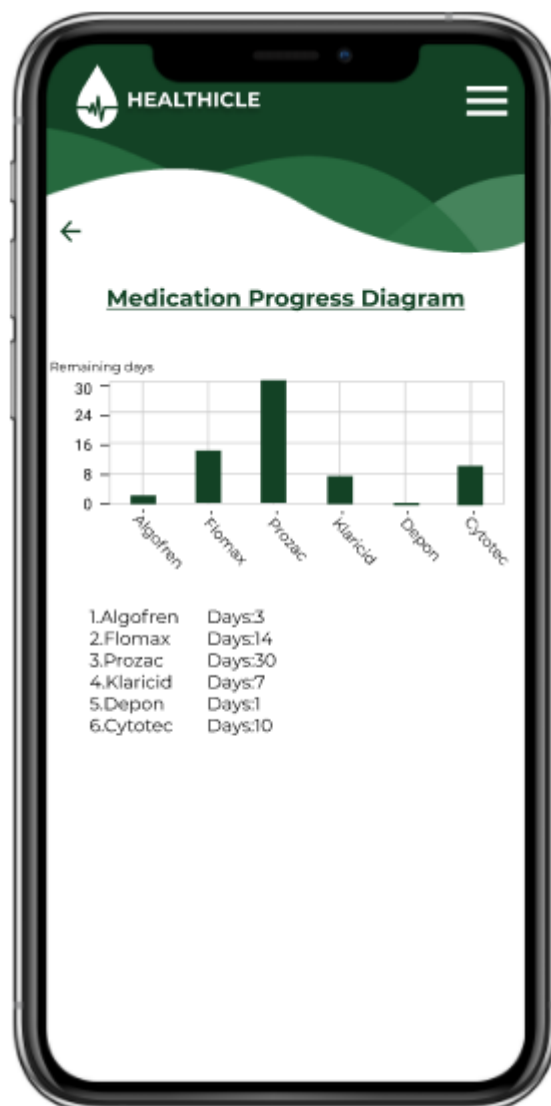 HEALTHICLE
Medication Progress Diagram
Remaining days
30
24
16
8
0
Algofren Flomax Prozac Klaricid Depon Cytotec
1.Algofren Days:3
2.Flomax Days:14
3.Prozac Days:30
4.Klaricid Days:7
5.Depon Days:1
6.Cytotec Days:10